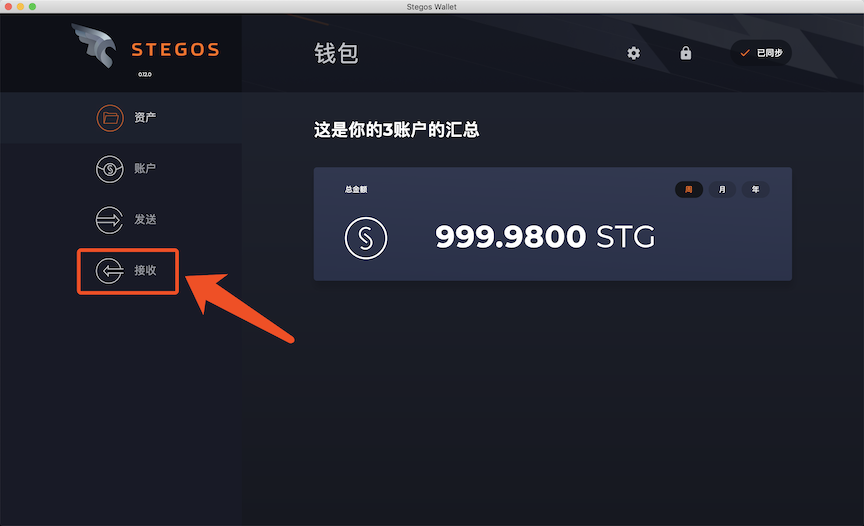 Stegos Wallet
STEGOS
0.12.0
钱包
已同步
资产
账户
发送
接收
这是你的3账户的汇总
总金额
周
月
年
999.9800 STG